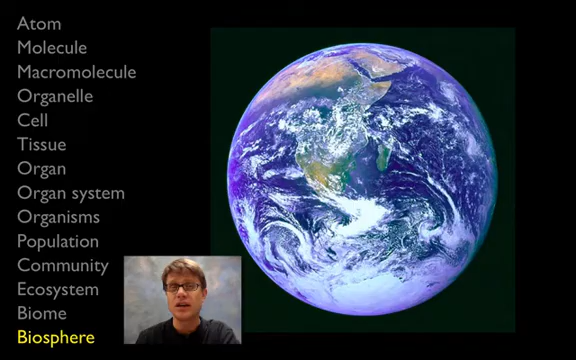 Atom
Molecule
Macromolecule
Organelle
Cell
Tissue
Organ
Organ system
Organisms
Population
Community
Ecosystem
Biome
Biosphere